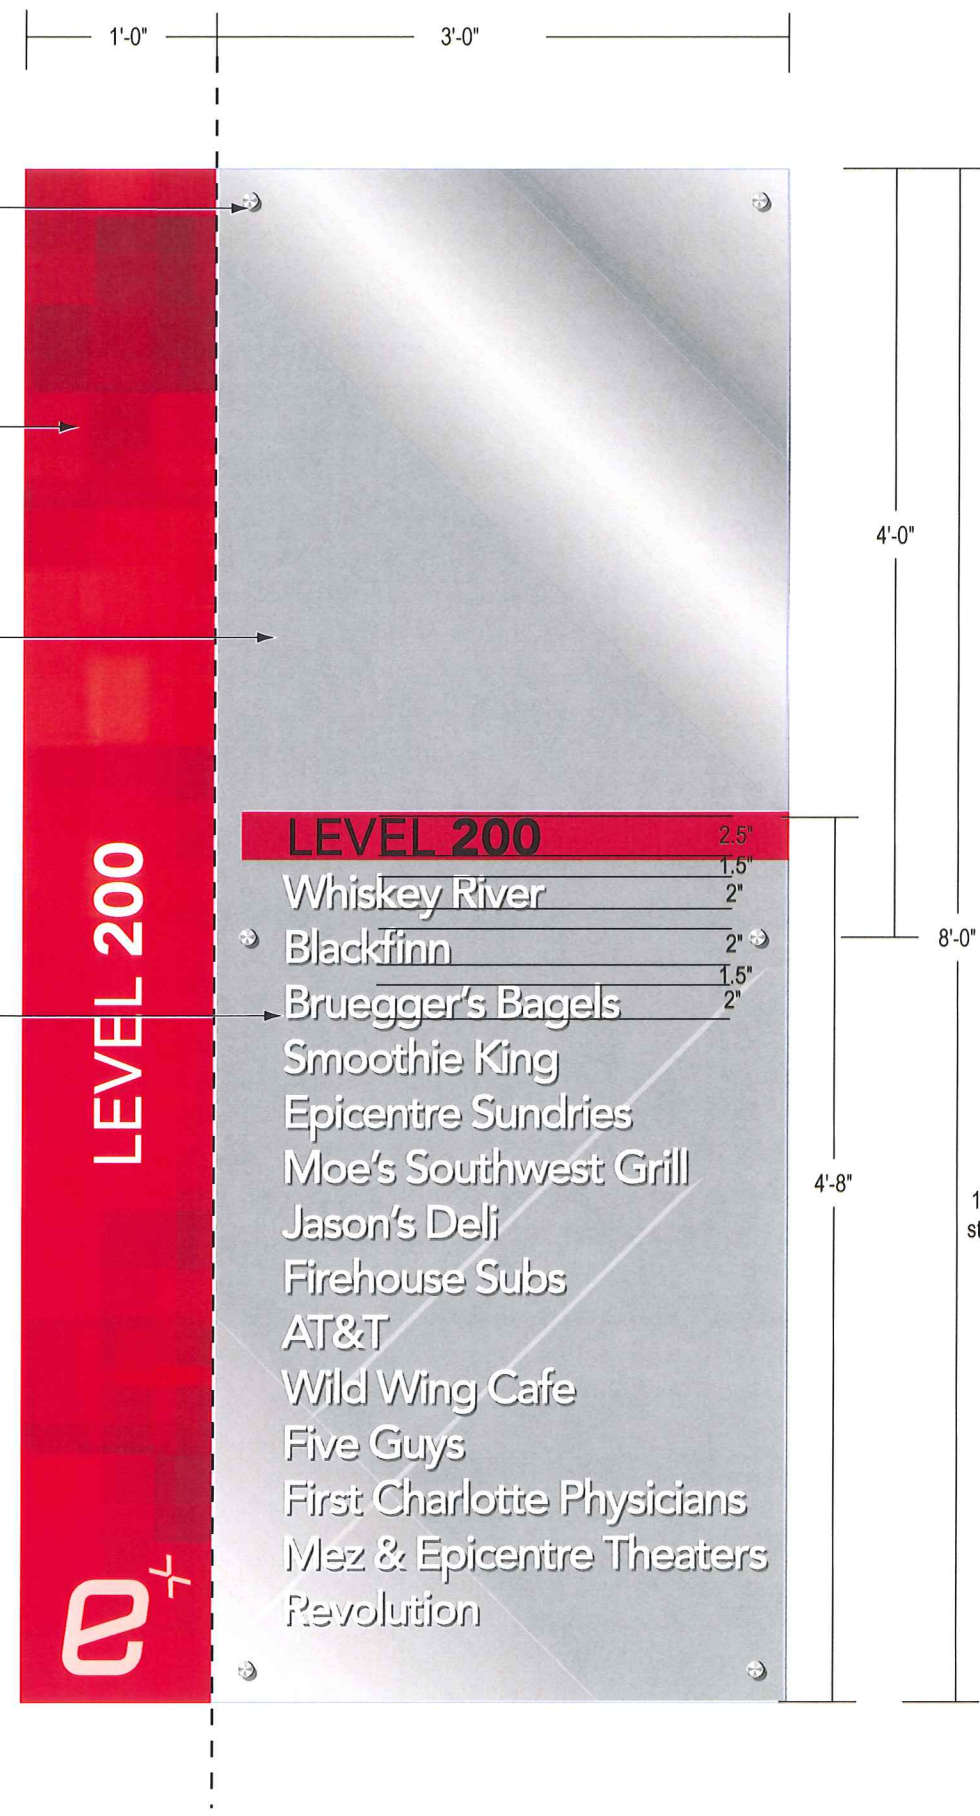 1'-0" 3'-0"
4'-0"
LEVEL 200 2.5"
1.5"
Whiskey River 2"
Blackfinn 2"
8'-0"
1.5"
Bruegger's Bagels 2"
LEVEL 200
Smoothie King
Epicentre Sundries
Moe's Southwest Grill
4'-8"
Jason's Deli
Firehouse Subs
AT&T
Wild Wing Cafe
Five Guys
First Charlotte Physicians
Mez & Epicentre Theaters
Revolution
e+